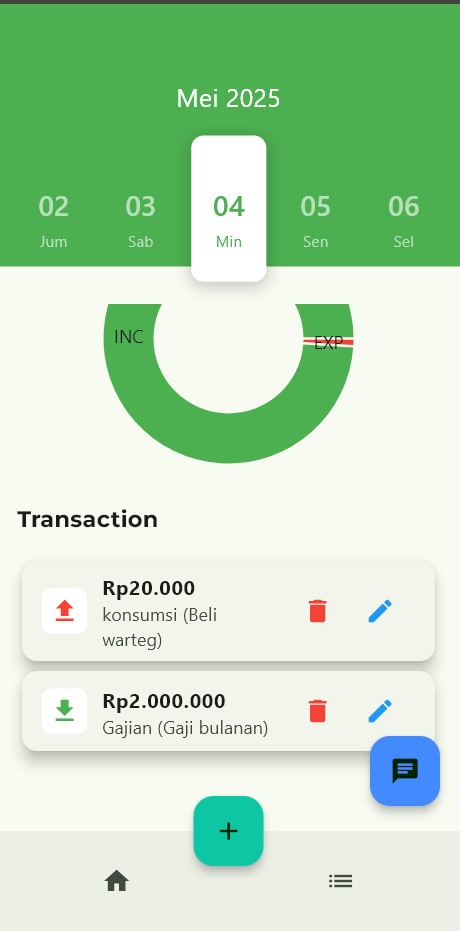 Mei 2025
02 03 04 05 06
Jum Sab Min Sen Sel
INC EXP
Transaction
Rp20.000
konsumsi (Beli
warteg)
Rp2.000.000
Gajian (Gaji bulanan)